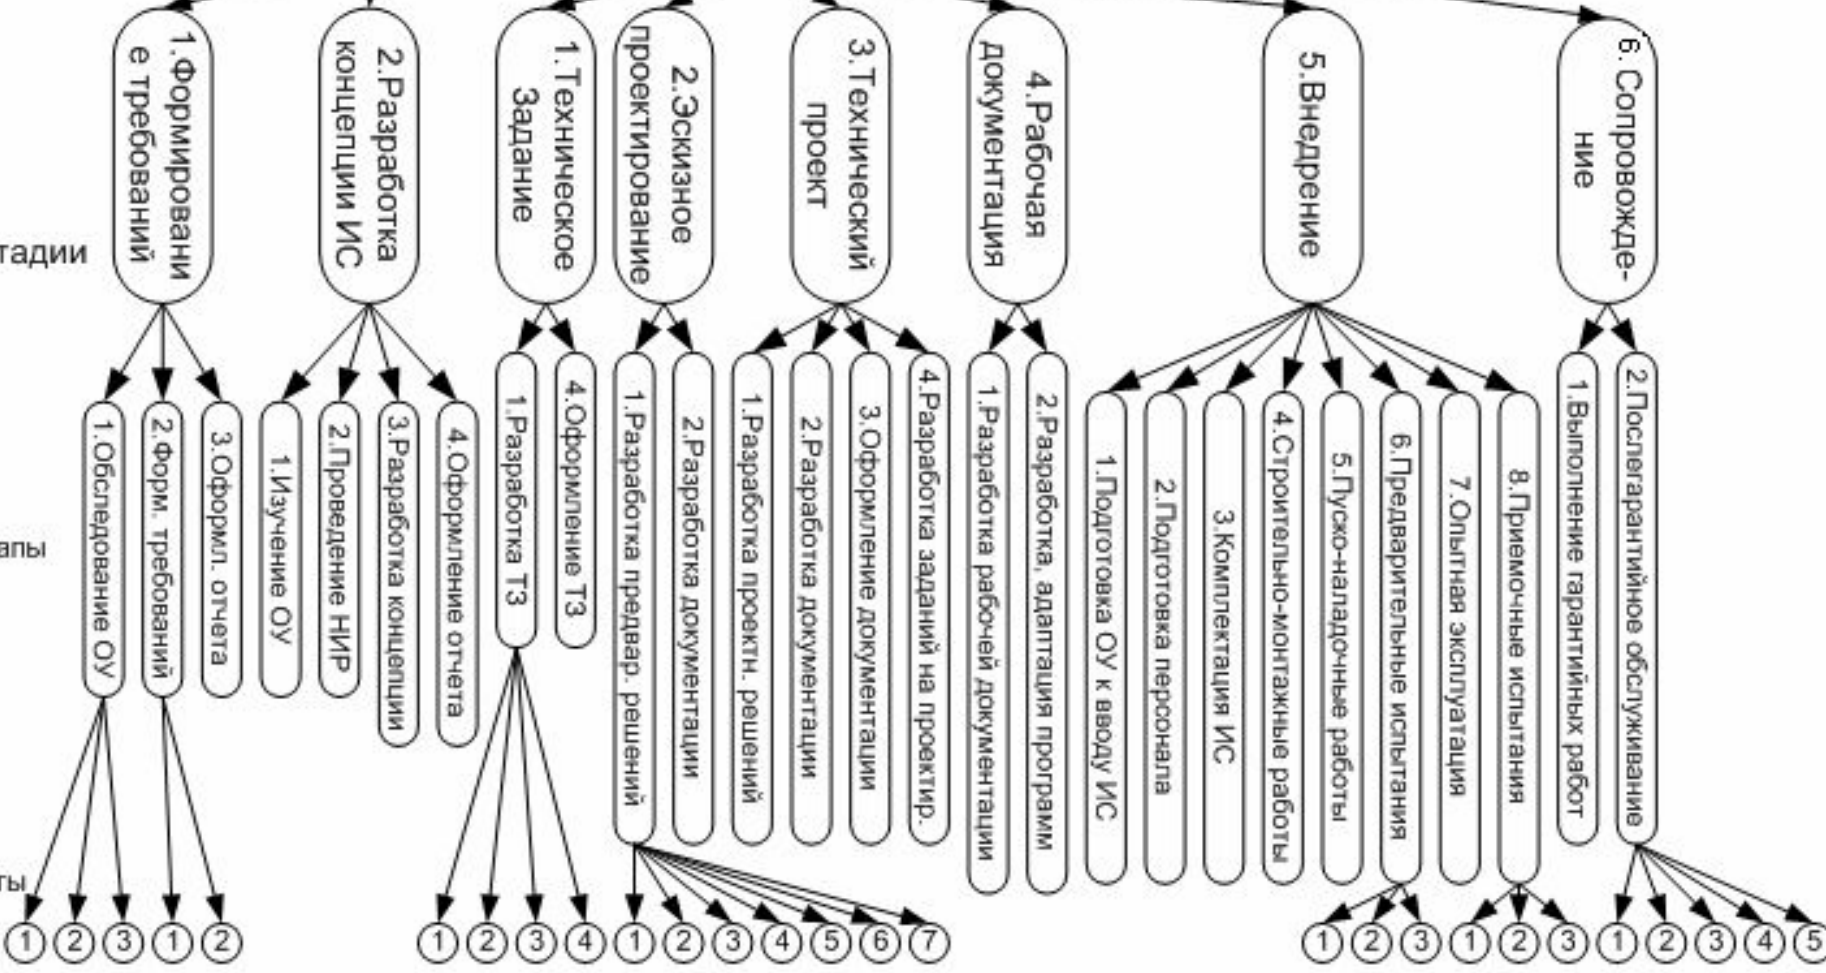 1.Формировани
е требований
2.Разработка
концепции ИС
1.Техническое
Задание
2.Эскизное
проектирование
3.Технический
проект
4.Рабочая
документация
5.Внедрение
6. Сопровожде-
ние
тадии
1.Обследование ОУ
2.Форм. требований
3.Оформл. отчета
1.Изучение ОУ
2.Проведение НИР
3.Разработка концепции
4.Оформление отчета
1.Разработка ТЗ
4.Оформление ТЗ
1.Разработка предвар. решений
2.Разработка документации
1.Разработка проектн. решений
2.Разработка документации
3.Оформление документации
4.Разработка заданий на проектир.
1.Разработка рабочей документации
2.Разработка, адаптация программ
1.Подготовка ОУ к вводу ИС
2.Подготовка персонала
3.Комплектация ИС
4.Строительно-монтажные работы
5.Пуско-наладочные работы
6.Предварительные испытания
7.Опытная эксплуатация
8.Приемочные испытания
1.Выполнение гарантийных работ
2.Послегарантийное обслуживание
апы
ты
1 2 3 1 2 1 2 3 4 1 2 3 4 5 6 7 1 2 3 1 2 3 1 2 3 4 5